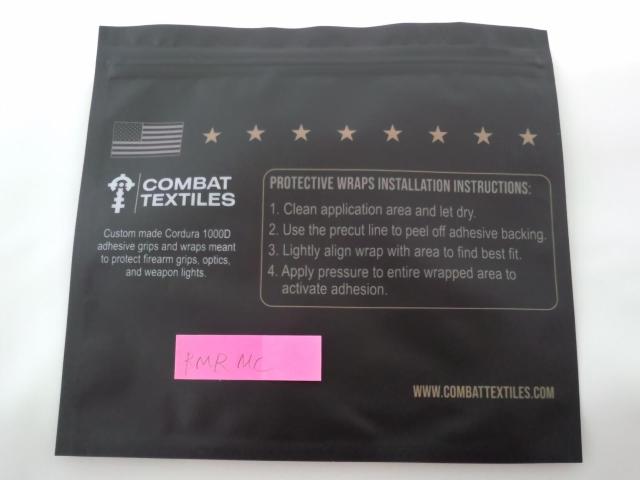 COMBAT
TEXTILES
Custom made Cordura 1000D
adhesive grips and wraps meant
to protect firearm grips, optics,
and weapon lights.
PROTECTIVE WRAPS INSTALLATION INSTRUCTIONS:
1. Clean application area and let dry.
2. Use the precut line to peel off adhesive backing.
3. Lightly align wrap with area to find best fit.
4. Apply pressure to entire wrapped area to
activate adhesion.
RMR MC
WWW.COMBATTEXTILES.COM